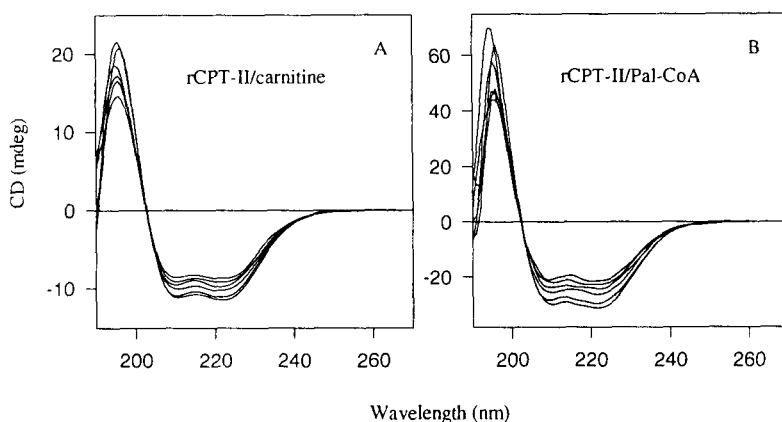 A
rCPT-II/carnitine
20
10
0
-10
200
220
240
260
CD (mdeg)
B
rCPT-II/Pal-CoA
60
40
20
0
-20
200
220
240
260
Wavelength (nm)